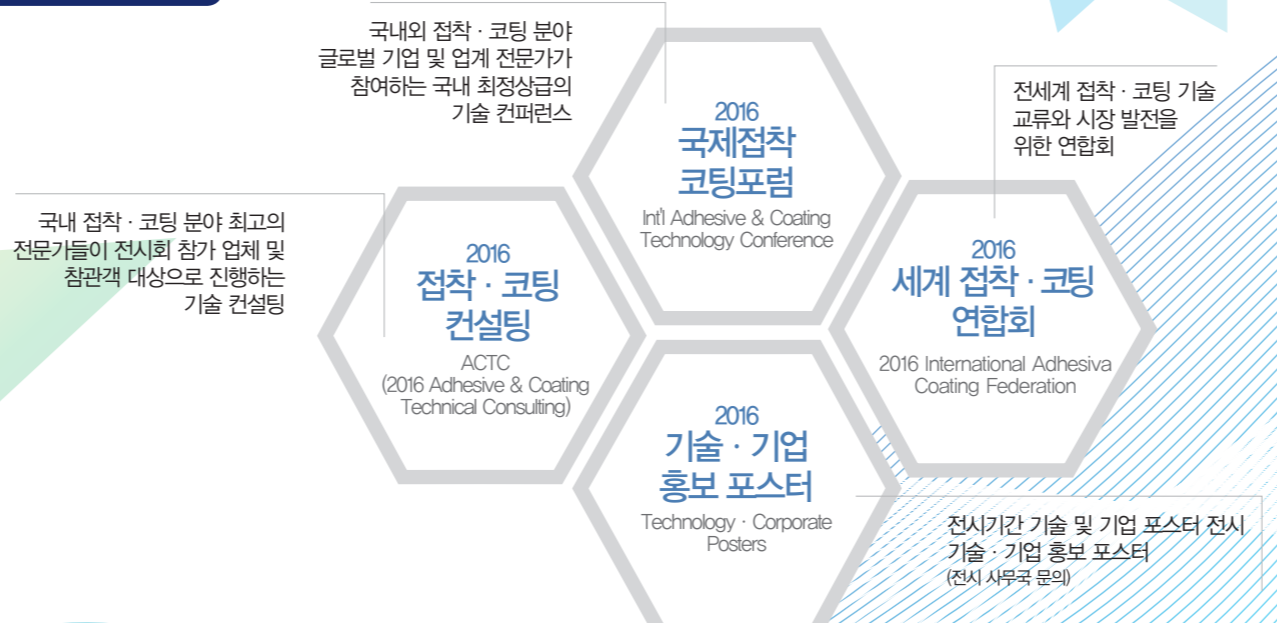 국내외 접착 · 코팅 분야
글로벌 기업 및 업계 전문가가
참여하는 국내 최정상급의
기술 컨퍼런스
2016
국제접착
코팅포럼
Int'l Adhesive & Coating
Technology Conference
전세계 접착 · 코팅 기술
교류와 시장 발전을
위한 연합회
국내 접착 · 코팅 분야 최고의
전문가들이 전시회 참가 업체 및
참관객 대상으로 진행하는
기술 컨설팅
2016
접착 · 코팅
컨설팅
ACTC
(2016 Adhesive & Coating
Technical Consulting)
2016
세계 접착 · 코팅
연합회
2016 International Adhesiva
Coating Federation
2016
기술 · 기업
홍보 포스터
Technology · Corporate
Posters
전시기간 기술 및 기업 포스터 전시
기술 · 기업 홍보 포스터
(전시 사무국 문의)